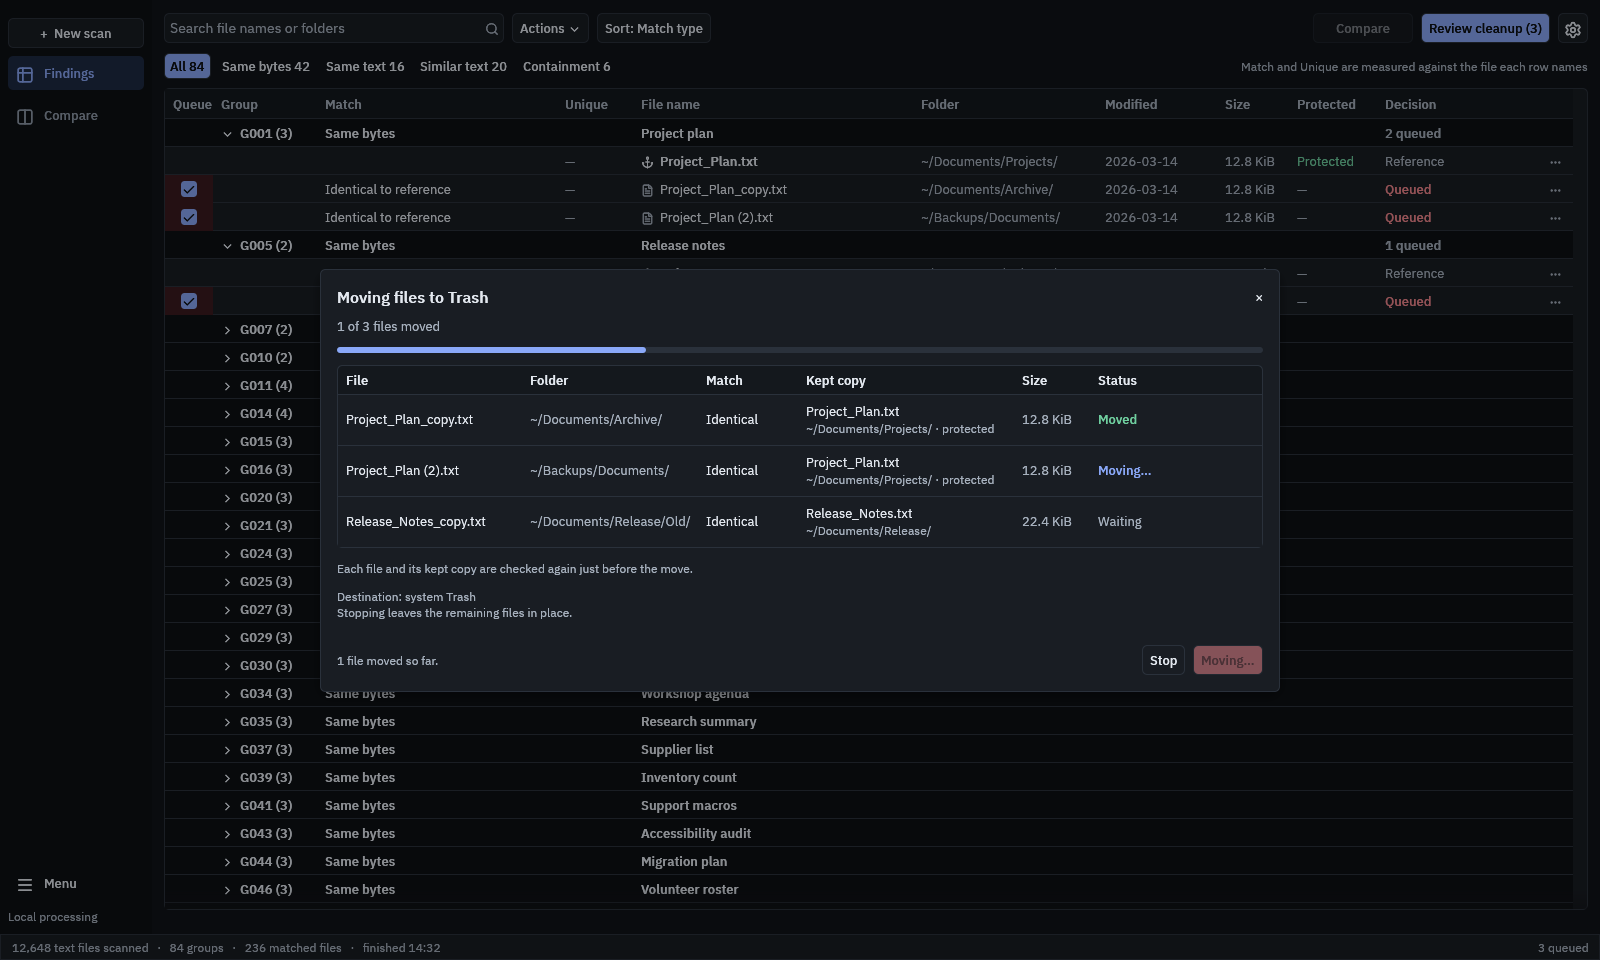 + New scan
Findings
Compare
Search file names or folders
Actions
Sort: Match type
Compare
Review cleanup (3)
All 84
Same bytes 42
Same text 16
Similar text 20
Containment 6
Match and Unique are measured against the file each row names
Queue Group Match Unique File name Folder Modified Size Protected Decision
G001 (3) Same bytes Project plan 2 queued
— Project_Plan.txt ~/Documents/Projects/ 2026-03-14 12.8 KiB Protected Reference ...
Identical to reference — Project_Plan_copy.txt ~/Documents/Archive/ 2026-03-14 12.8 KiB — Queued ...
Identical to reference — Project_Plan (2).txt ~/Backups/Documents/ 2026-03-14 12.8 KiB — Queued ...
G005 (2) Same bytes Release notes 1 queued
— Reference ...
— Queued ...
G007 (2)
G010 (2)
G011 (4)
G014 (4)
G015 (3)
G016 (3)
G020 (3)
G021 (3)
G024 (3)
G025 (3)
G027 (3)
G029 (3)
G030 (3)
G034 (3) Same bytes Workshop agenda
G035 (3) Same bytes Research summary
G037 (3) Same bytes Supplier list
G039 (3) Same bytes Inventory count
G041 (3) Same bytes Support macros
G043 (3) Same bytes Accessibility audit
G044 (3) Same bytes Migration plan
G046 (3) Same bytes Volunteer roster
Moving files to Trash ×
1 of 3 files moved
File Folder Match Kept copy Size Status
Project_Plan_copy.txt ~/Documents/Archive/ Identical Project_Plan.txt 12.8 KiB Moved
~/Documents/Projects/ · protected
Project_Plan (2).txt ~/Backups/Documents/ Identical Project_Plan.txt 12.8 KiB Moving...
~/Documents/Projects/ · protected
Release_Notes_copy.txt ~/Documents/Release/Old/ Identical Release_Notes.txt 22.4 KiB Waiting
~/Documents/Release/
Each file and its kept copy are checked again just before the move.
Destination: system Trash
Stopping leaves the remaining files in place.
1 file moved so far.
Stop
Moving...
Menu
Local processing
12,648 text files scanned · 84 groups · 236 matched files · finished 14:32
3 queued